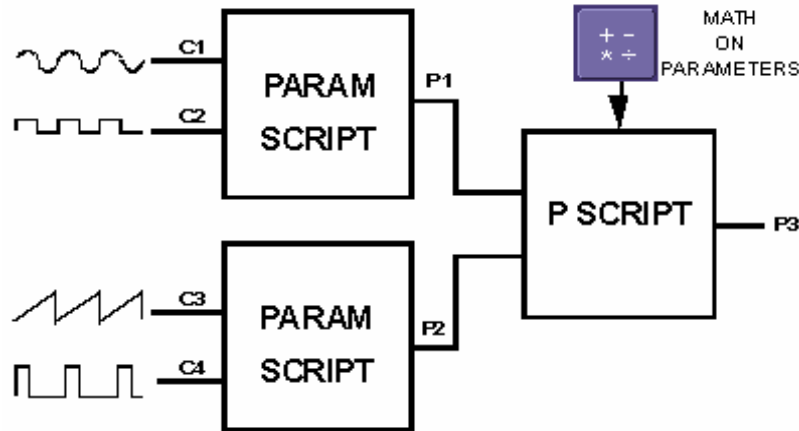 C1
C2
PARAM
SCRIPT
P1
+ -
* ÷
MATH
ON
PARAMETERS
P SCRIPT
P3
C3
C4
PARAM
SCRIPT
P2